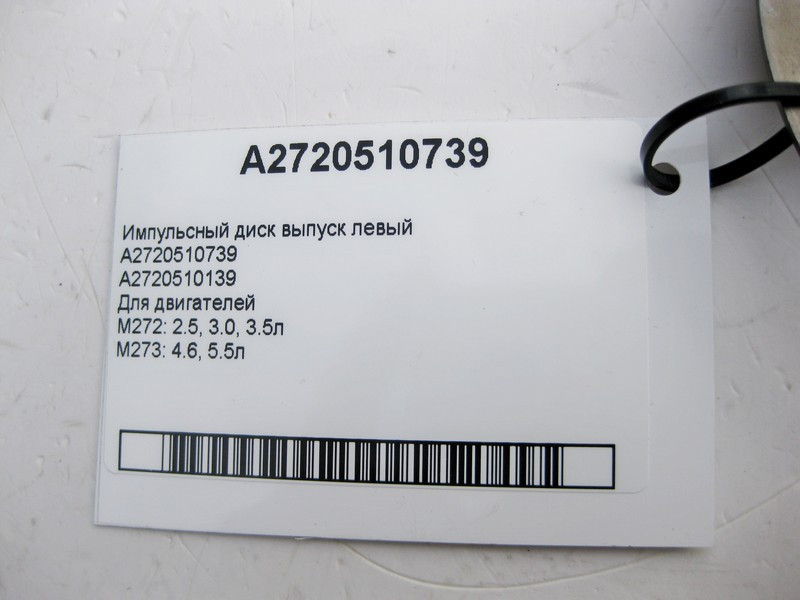 A2720510739
Импульсный диск выпуск левый
A2720510739
A2720510139
Для двигателей
M272: 2.5, 3.0, 3.5л
M273: 4.6, 5.5л